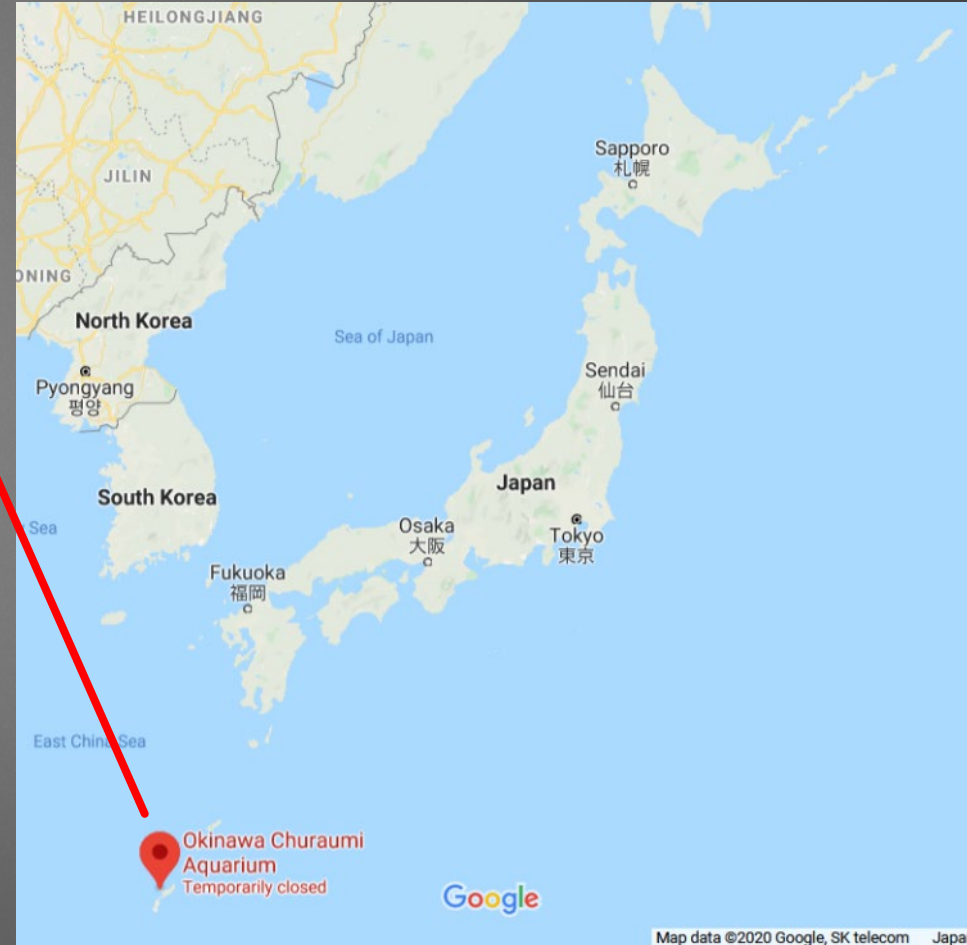 HEILONGJIANG
Sapporo
札幌
JILIN
ONING
North Korea
Sea of Japan
Pyongyang
평양
Sendai
仙台
South Korea
Japan
Sea
Osaka
大阪
Tokyo
東京
Fukuoka
福岡
East China Sea
Okinawa Churaumi
Aquarium
Temporarily closed
Google
Map data ©2020 Google, SK telecom Japa